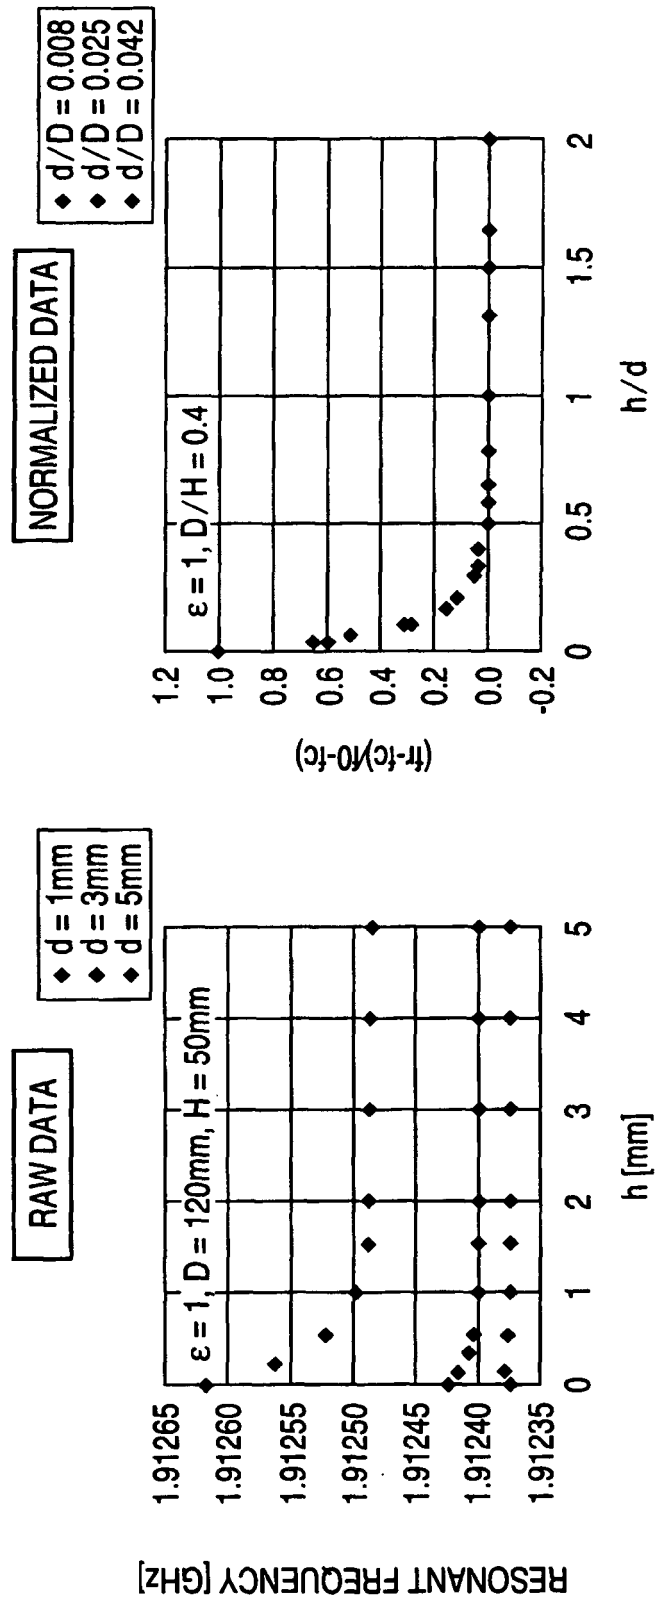 RAW DATA
◆ d = 1mm
◆ d = 3mm
◆ d = 5mm
ε = 1, D = 120mm, H = 50mm
RESONANT FREQUENCY [GHz]
1.91265
1.91260
1.91255
1.91250
1.91245
1.91240
1.91235
0 1 2 3 4 5
h [mm]
NORMALIZED DATA
◆ d/D = 0.008
◆ d/D = 0.025
◆ d/D = 0.042
ε = 1, D/H = 0.4
(fr-fc)/f0-fc)
1.2
1.0
0.8
0.6
0.4
0.2
0.0
-0.2
0 0.5 1 1.5 2
h/d